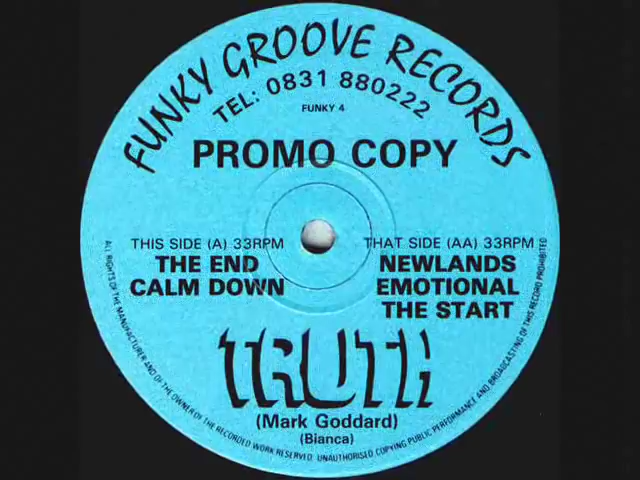 FUNKY GROOVE RECORDS
TEL: 0831 880222
FUNKY 4
PROMO COPY
THIS SIDE (A) 33RPM
THE END
CALM DOWN
THAT SIDE (AA) 33RPM
NEWLANDS
EMOTIONAL
THE START
TRUTH
(Mark Goddard)
(Bianca)
ALL RIGHTS OF THE MANUFACTURER AND OF THE OWNER OF THE RECORDED WORK RESERVED UNAUTHORISED COPYING PUBLIC PERFORMANCE AND BROADCASTING OF THIS RECORD PROHIBITED